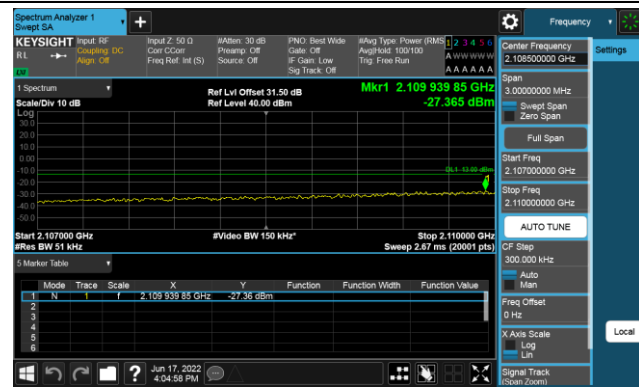 Spectrum Analyzer 1
Swept SA
Frequency
KEYSIGHT
RL
Input: RF
Coupling: DC
Align: Off
Input Z: 50 Ω
Corr CCorr
Freq Ref: Int (S)
#Atten: 30 dB
Preamp: Off
Source: Off
PNO: Best Wide
Gate: Off
IF Gain: Low
Sig Track: Off
#Avg Type: Power (RMS
Avg|Hold: 100/100
Trig: Free Run
1 2 3 4 5 6
A W W W W W
A A A A A A
1 Spectrum
Scale/Div 10 dB
Ref Lvl Offset 31.50 dB
Ref Level 40.00 dBm
Mkr1 2.109 939 85 GHz
-27.365 dBm
Log
30.0
20.0
10.0
0.00
-10.0
-20.0
-30.0
-40.0
-50.0
DL1 -13.00 dBm
Start 2.107000 GHz
#Res BW 51 kHz
#Video BW 150 kHz*
Stop 2.110000 GHz
Sweep 2.67 ms (20001 pts)
5 Marker Table
Mode Trace Scale X Y Function Function Width Function Value
1 N 1 f 2.109 939 85 GHz -27.36 dBm
2
3
4
5
6
Jun 17, 2022
4:04:58 PM
Center Frequency
2.108500000 GHz
Span
3.00000000 MHz
Swept Span
Zero Span
Full Span
Start Freq
2.107000000 GHz
Stop Freq
2.110000000 GHz
AUTO TUNE
CF Step
300.000 kHz
Auto
Man
Freq Offset
0 Hz
X Axis Scale
Log
Lin
Signal Track
(Span Zoom)
Settings
Local